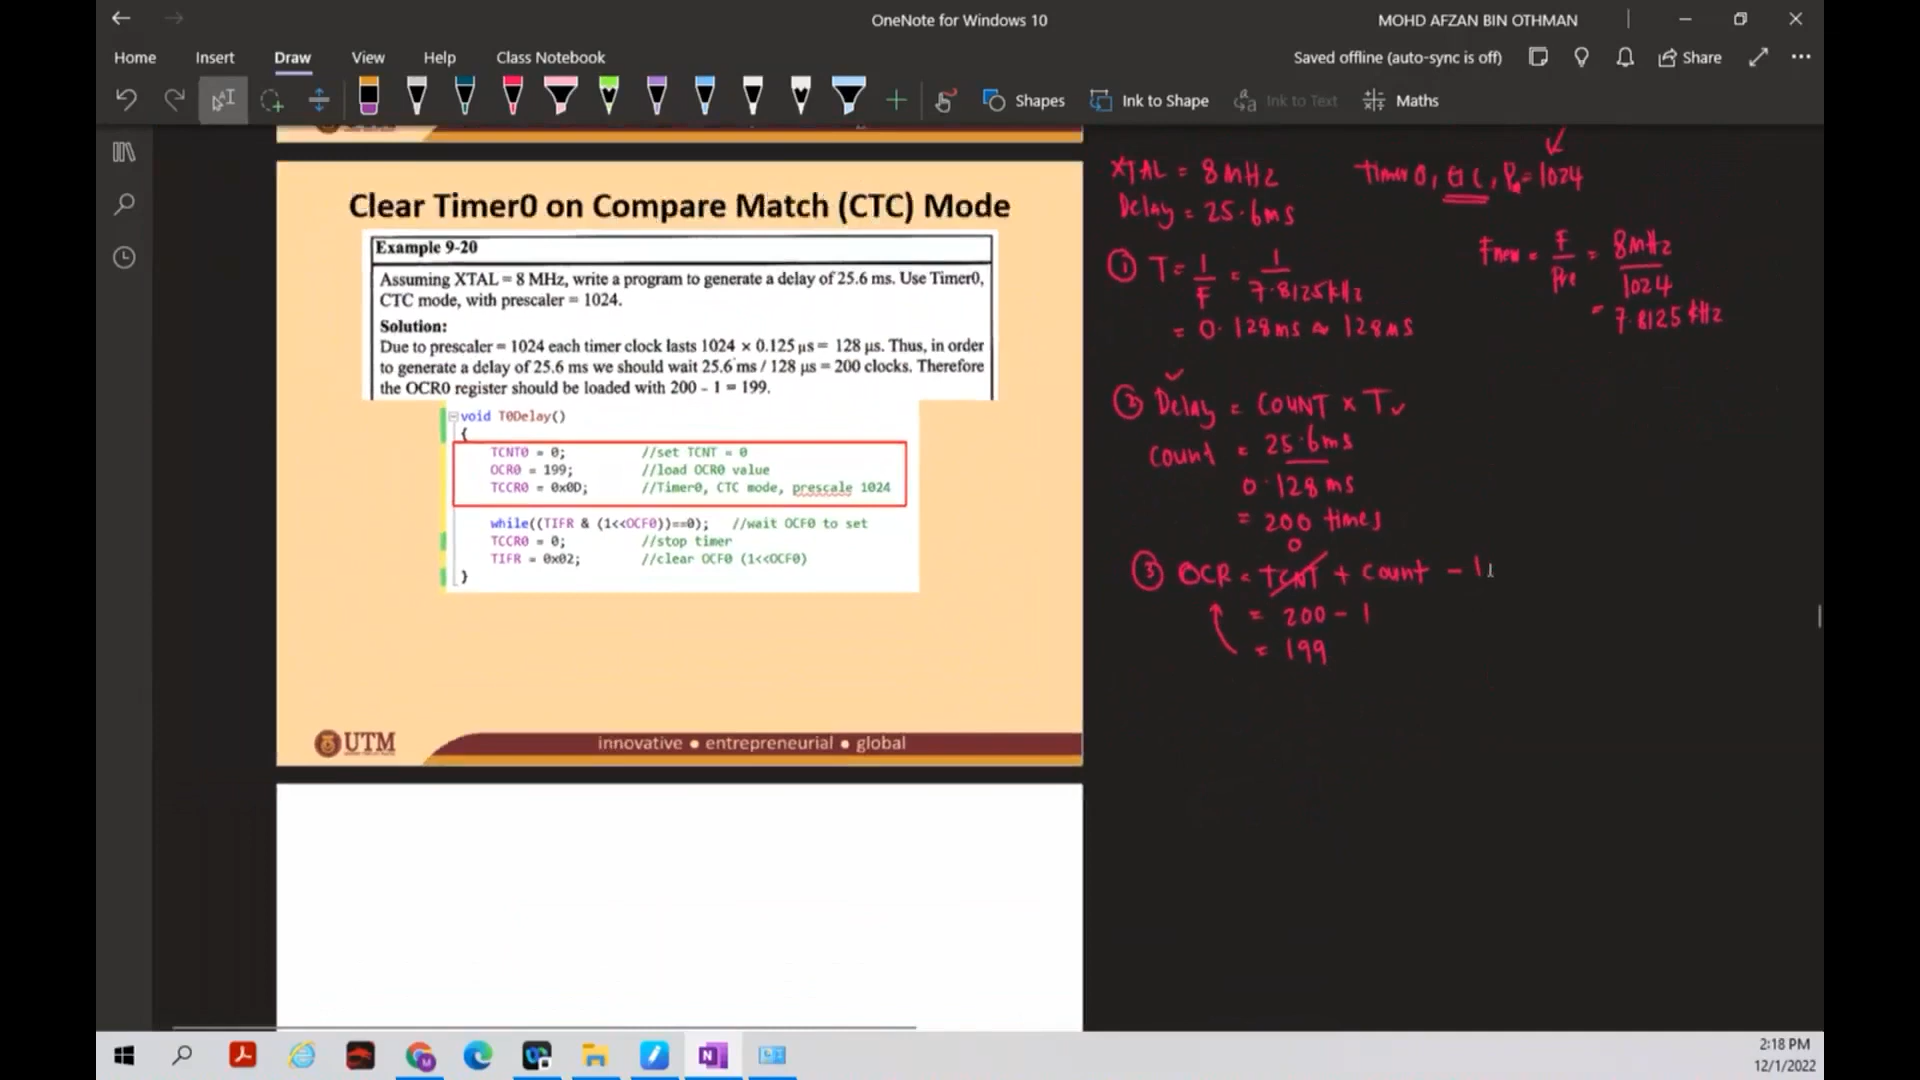 OneNote for Windows 10
MOHD AFZAN BIN OTHMAN
Home Insert Draw View Help Class Notebook
Saved offline (auto-sync is off) Share
Shapes Ink to Shape Ink to Text Maths
Clear Timer0 on Compare Match (CTC) Mode
Example 9-20
Assuming XTAL = 8 MHz, write a program to generate a delay of 25.6 ms. Use Timer0,
CTC mode, with prescaler = 1024.
Solution:
Due to prescaler = 1024 each timer clock lasts 1024 × 0.125 µs = 128 µs. Thus, in order
to generate a delay of 25.6 ms we should wait 25.6 ms / 128 µs = 200 clocks. Therefore
the OCR0 register should be loaded with 200 - 1 = 199.
void T0Delay()
{
TCNT0 = 0; //set TCNT = 0
OCR0 = 199; //load OCR0 value
TCCR0 = 0x0D; //Timer0, CTC mode, prescale 1024
while((TIFR & (1<<OCF0))==0); //wait OCF0 to set
TCCR0 = 0; //stop timer
TIFR = 0x02; //clear OCF0 (1<<OCF0)
}
UTM
innovative ● entrepreneurial ● global
XTAL = 8MHz
Delay = 25.6ms
Timer 0, CTC, = 1024
① T = 1/F = 1/7.8125kHz
= 0.128ms ≈ 128ms
Fnew = F/Pre = 8MHz/1024
= 7.8125 kHz
② Delay = COUNT × T
Count = 25.6ms
0.128 ms
= 200 times
0
③ OCR = TCNT + Count - 1
= 200 - 1
= 199
2:18 PM
12/1/2022